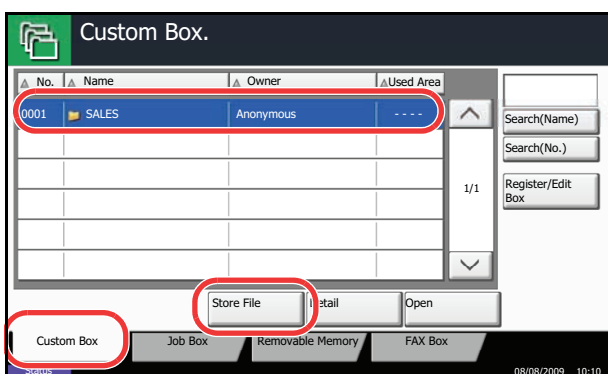 Custom Box.
No. Name Owner Used Area
0001 SALES Anonymous - - - -
Search(Name)
Search(No.)
1/1
Register/Edit
Box
Store File Detail Open
Custom Box Job Box Removable Memory FAX Box
Status 08/08/2009 10:10